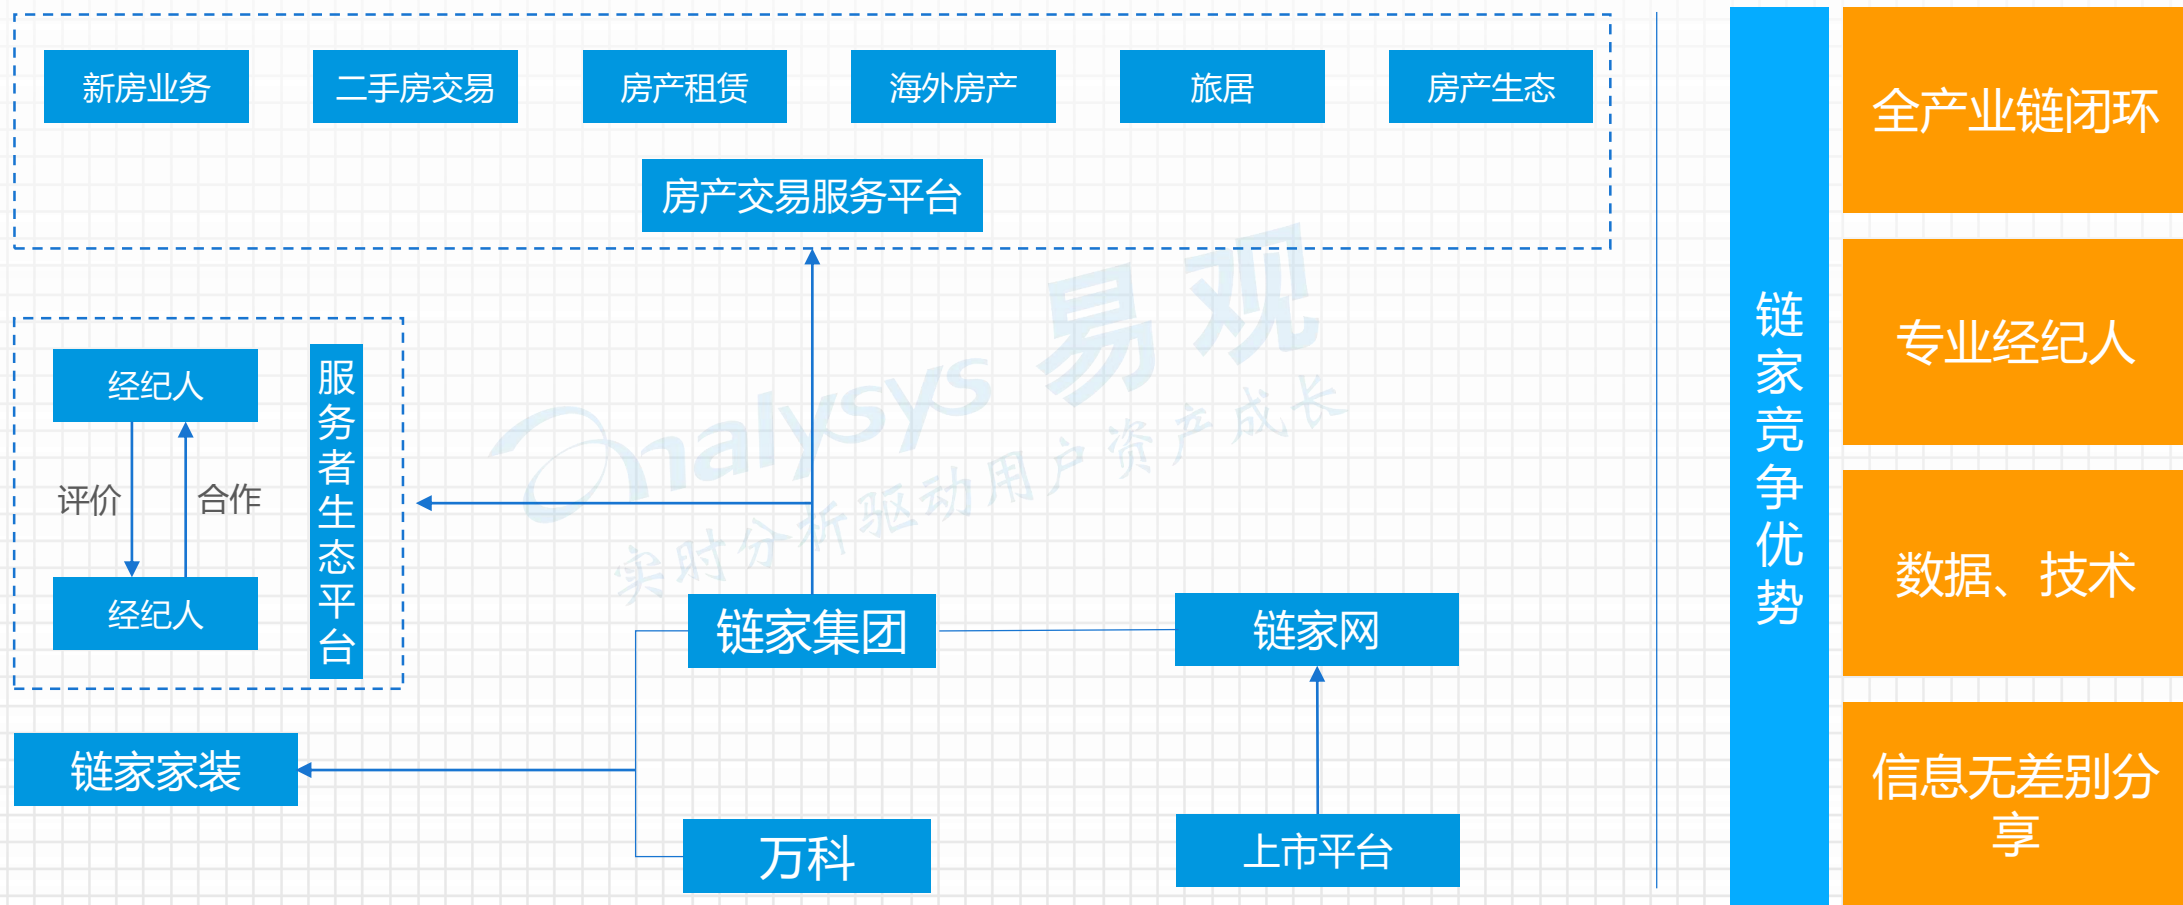 新房业务
二手房交易
房产租赁
海外房产
旅居
房产生态
房产交易服务平台
经纪人
评价
合作
经纪人
服务者生态平台
链家集团
链家网
链家家装
万科
上市平台
analysys 易观
实时分析驱动用户资产成长
链家竞争优势
全产业链闭环
专业经纪人
数据、技术
信息无差别分
享